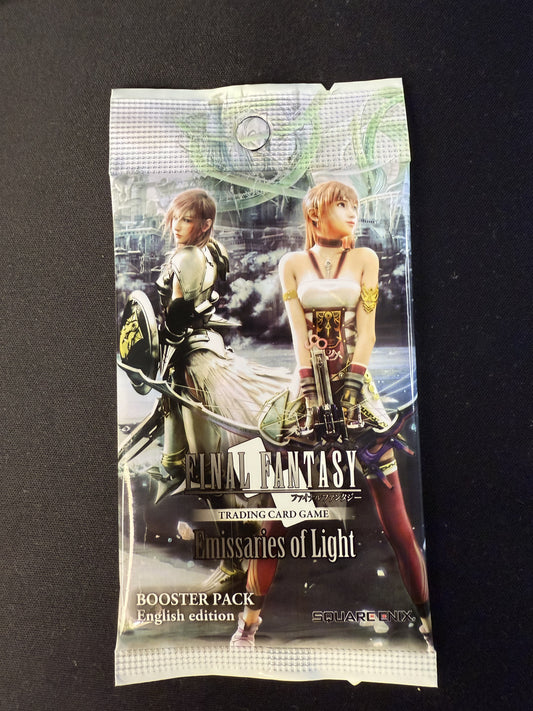 FINAL FANTASY
ファイナルファンタジー
TRADING CARD GAME
Emissaries of Light
BOOSTER PACK
English edition
SQUARE ENIX